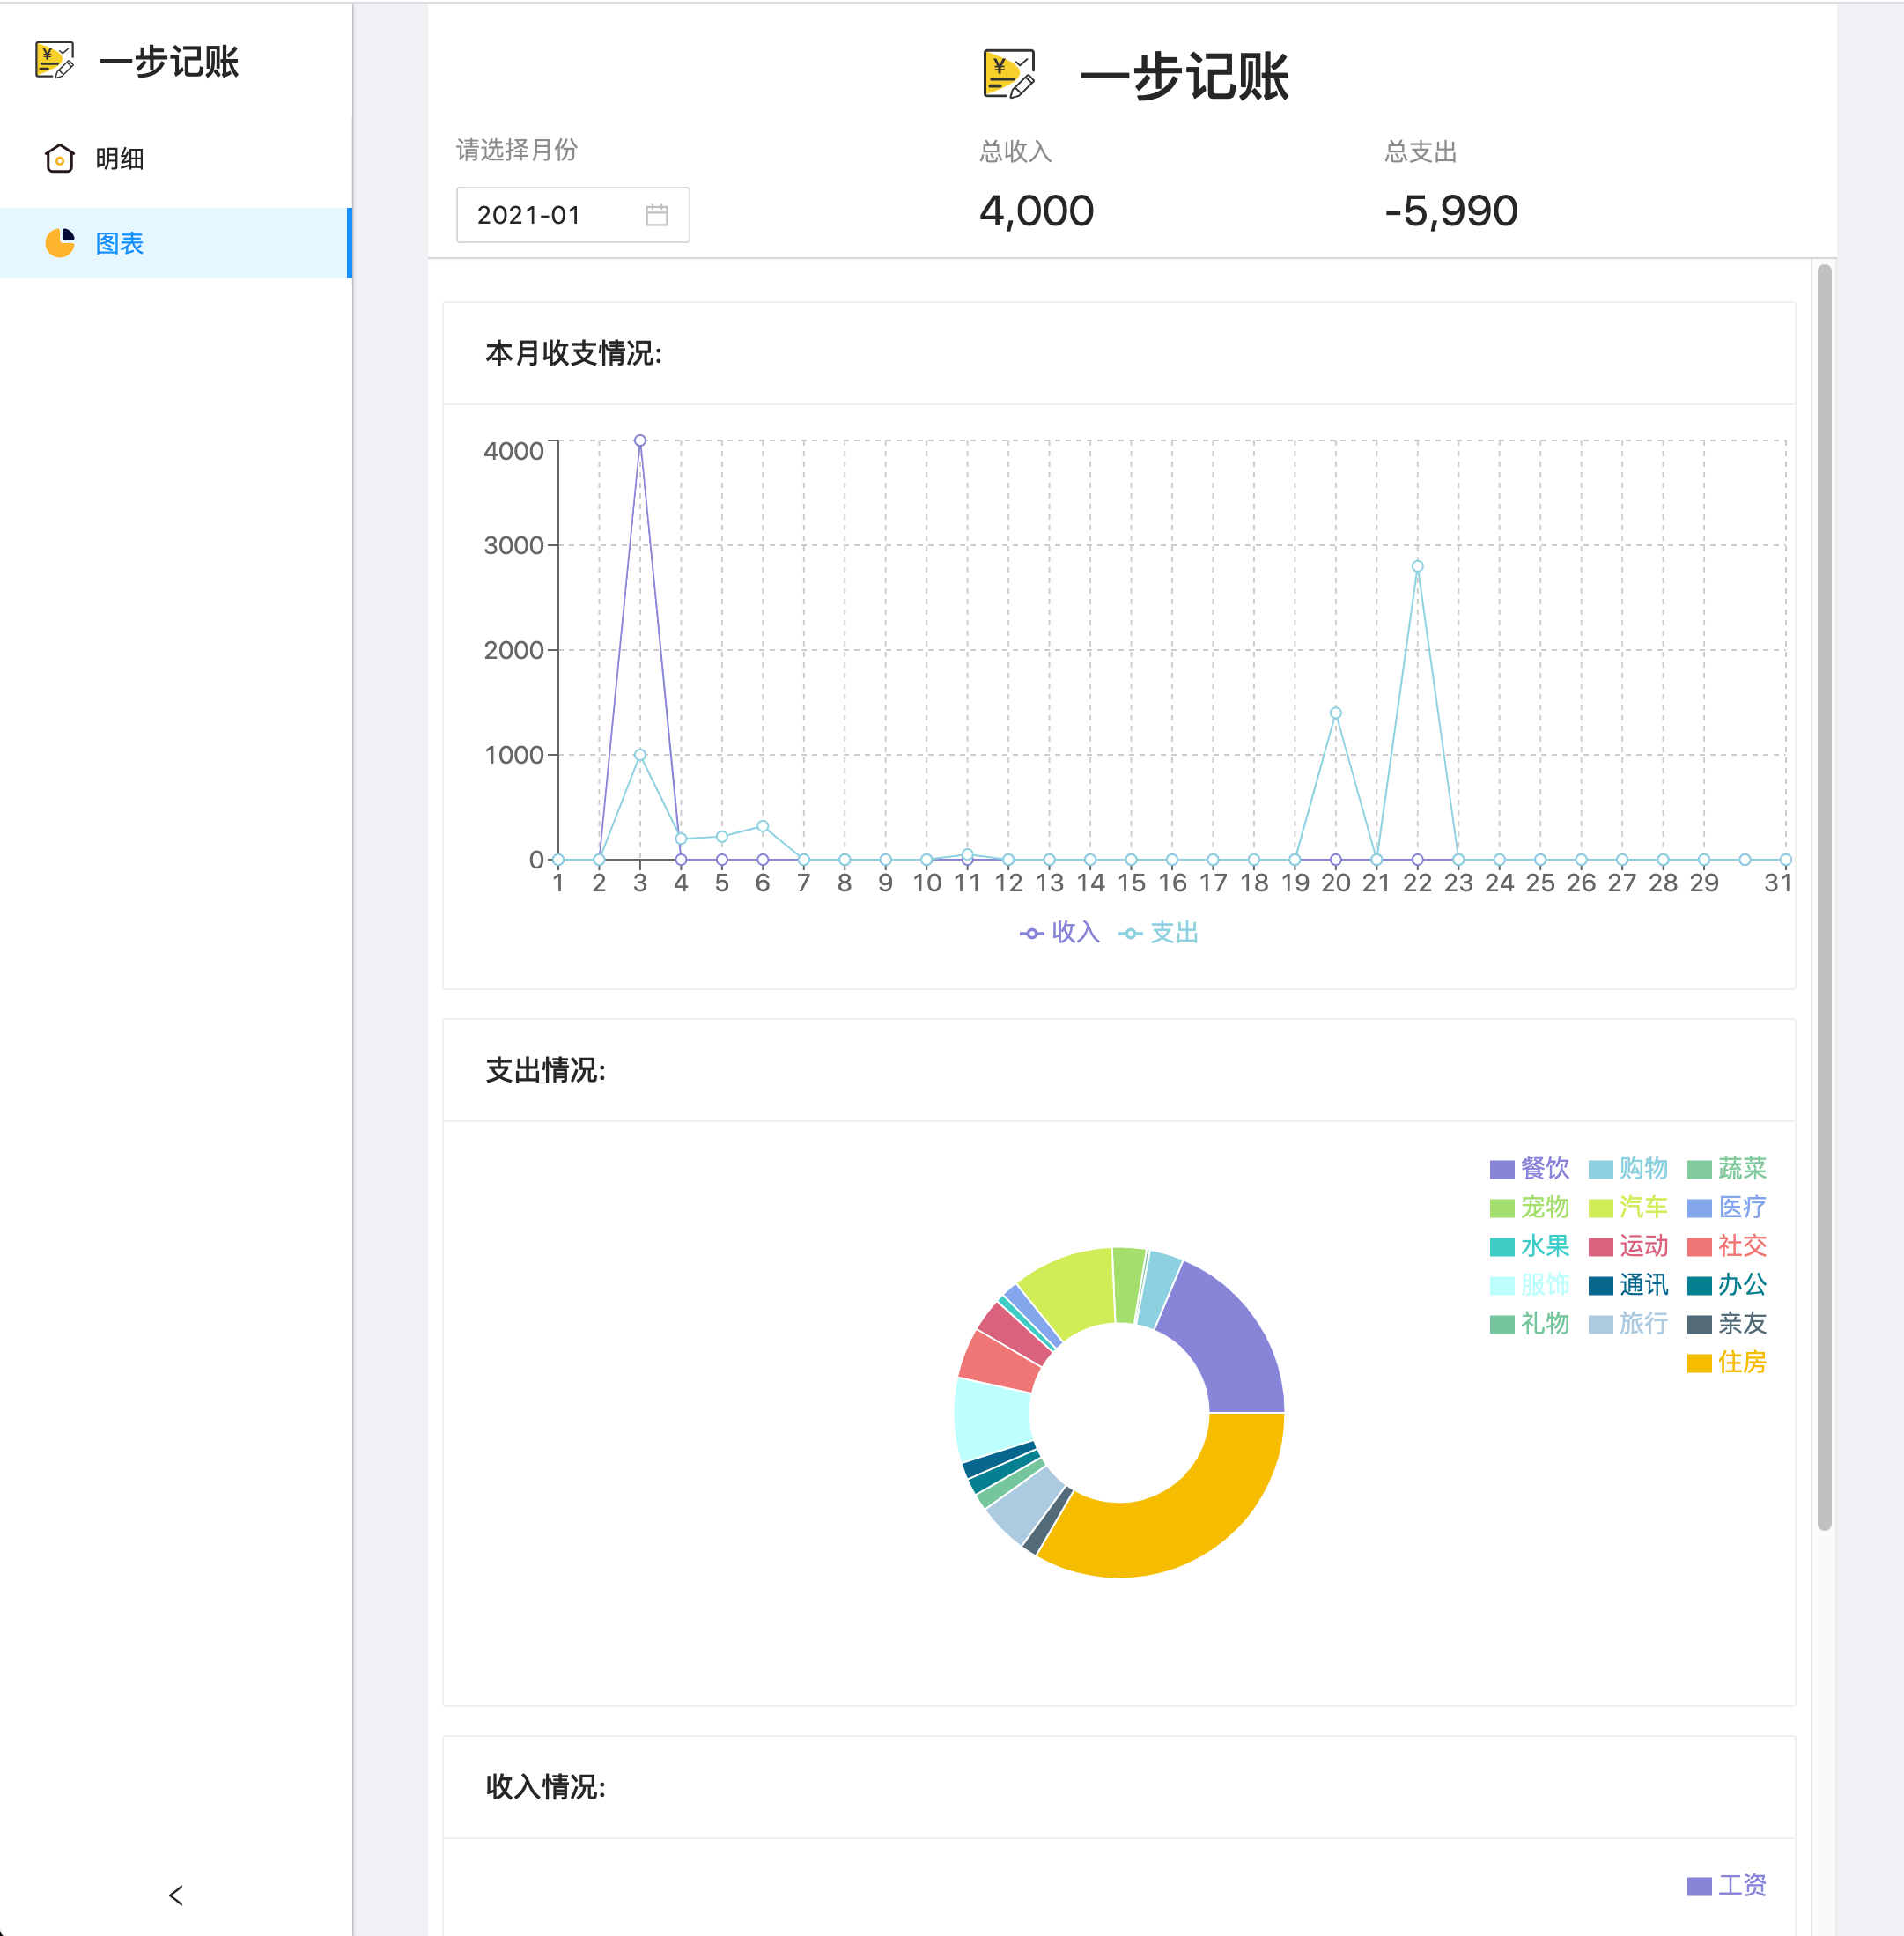 一步记账
明细
图表
一步记账
请选择月份 总收入 总支出
2021-01 4,000 -5,990
本月收支情况:
4000
3000
2000
1000
0
1 2 3 4 5 6 7 8 9 10 11 12 13 14 15 16 17 18 19 20 21 22 23 24 25 26 27 28 29 31
收入 支出
支出情况:
餐饮 购物 蔬菜
宠物 汽车 医疗
水果 运动 社交
服饰 通讯 办公
礼物 旅行 亲友
住房
收入情况:
工资